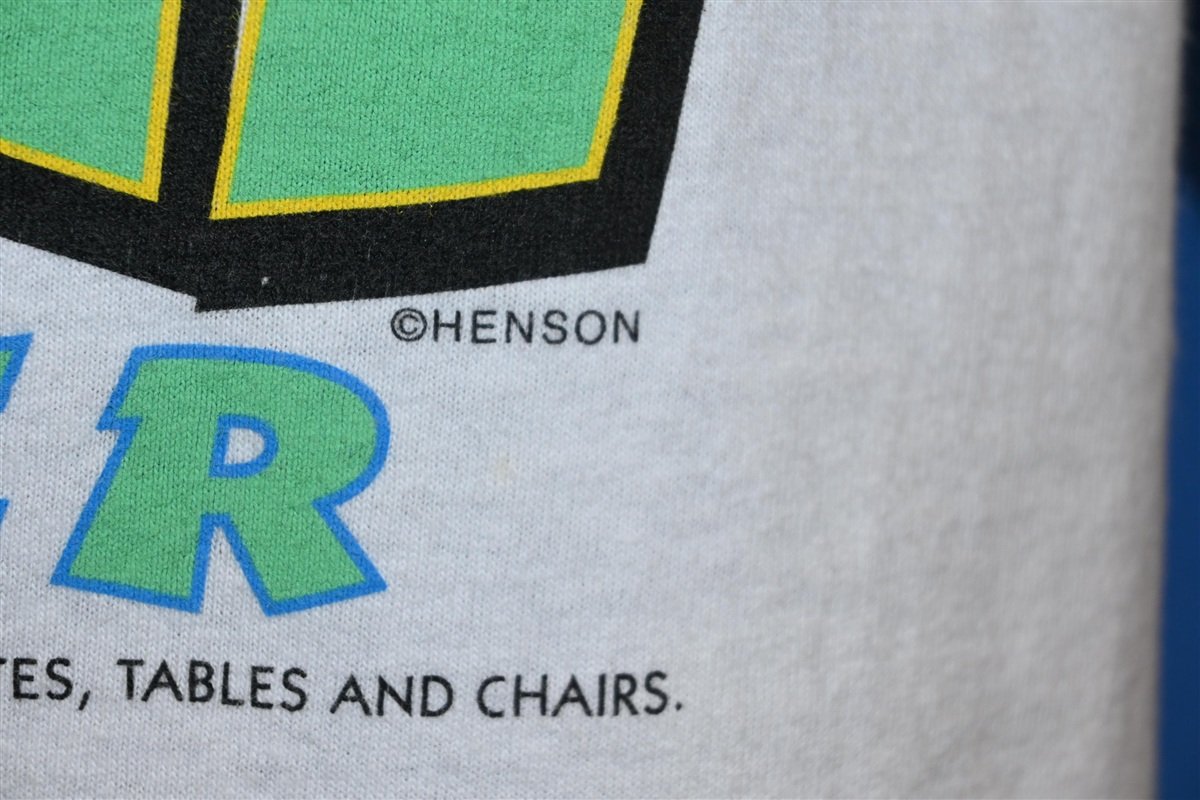 ©HENSON
R
TES, TABLES AND CHAIRS.